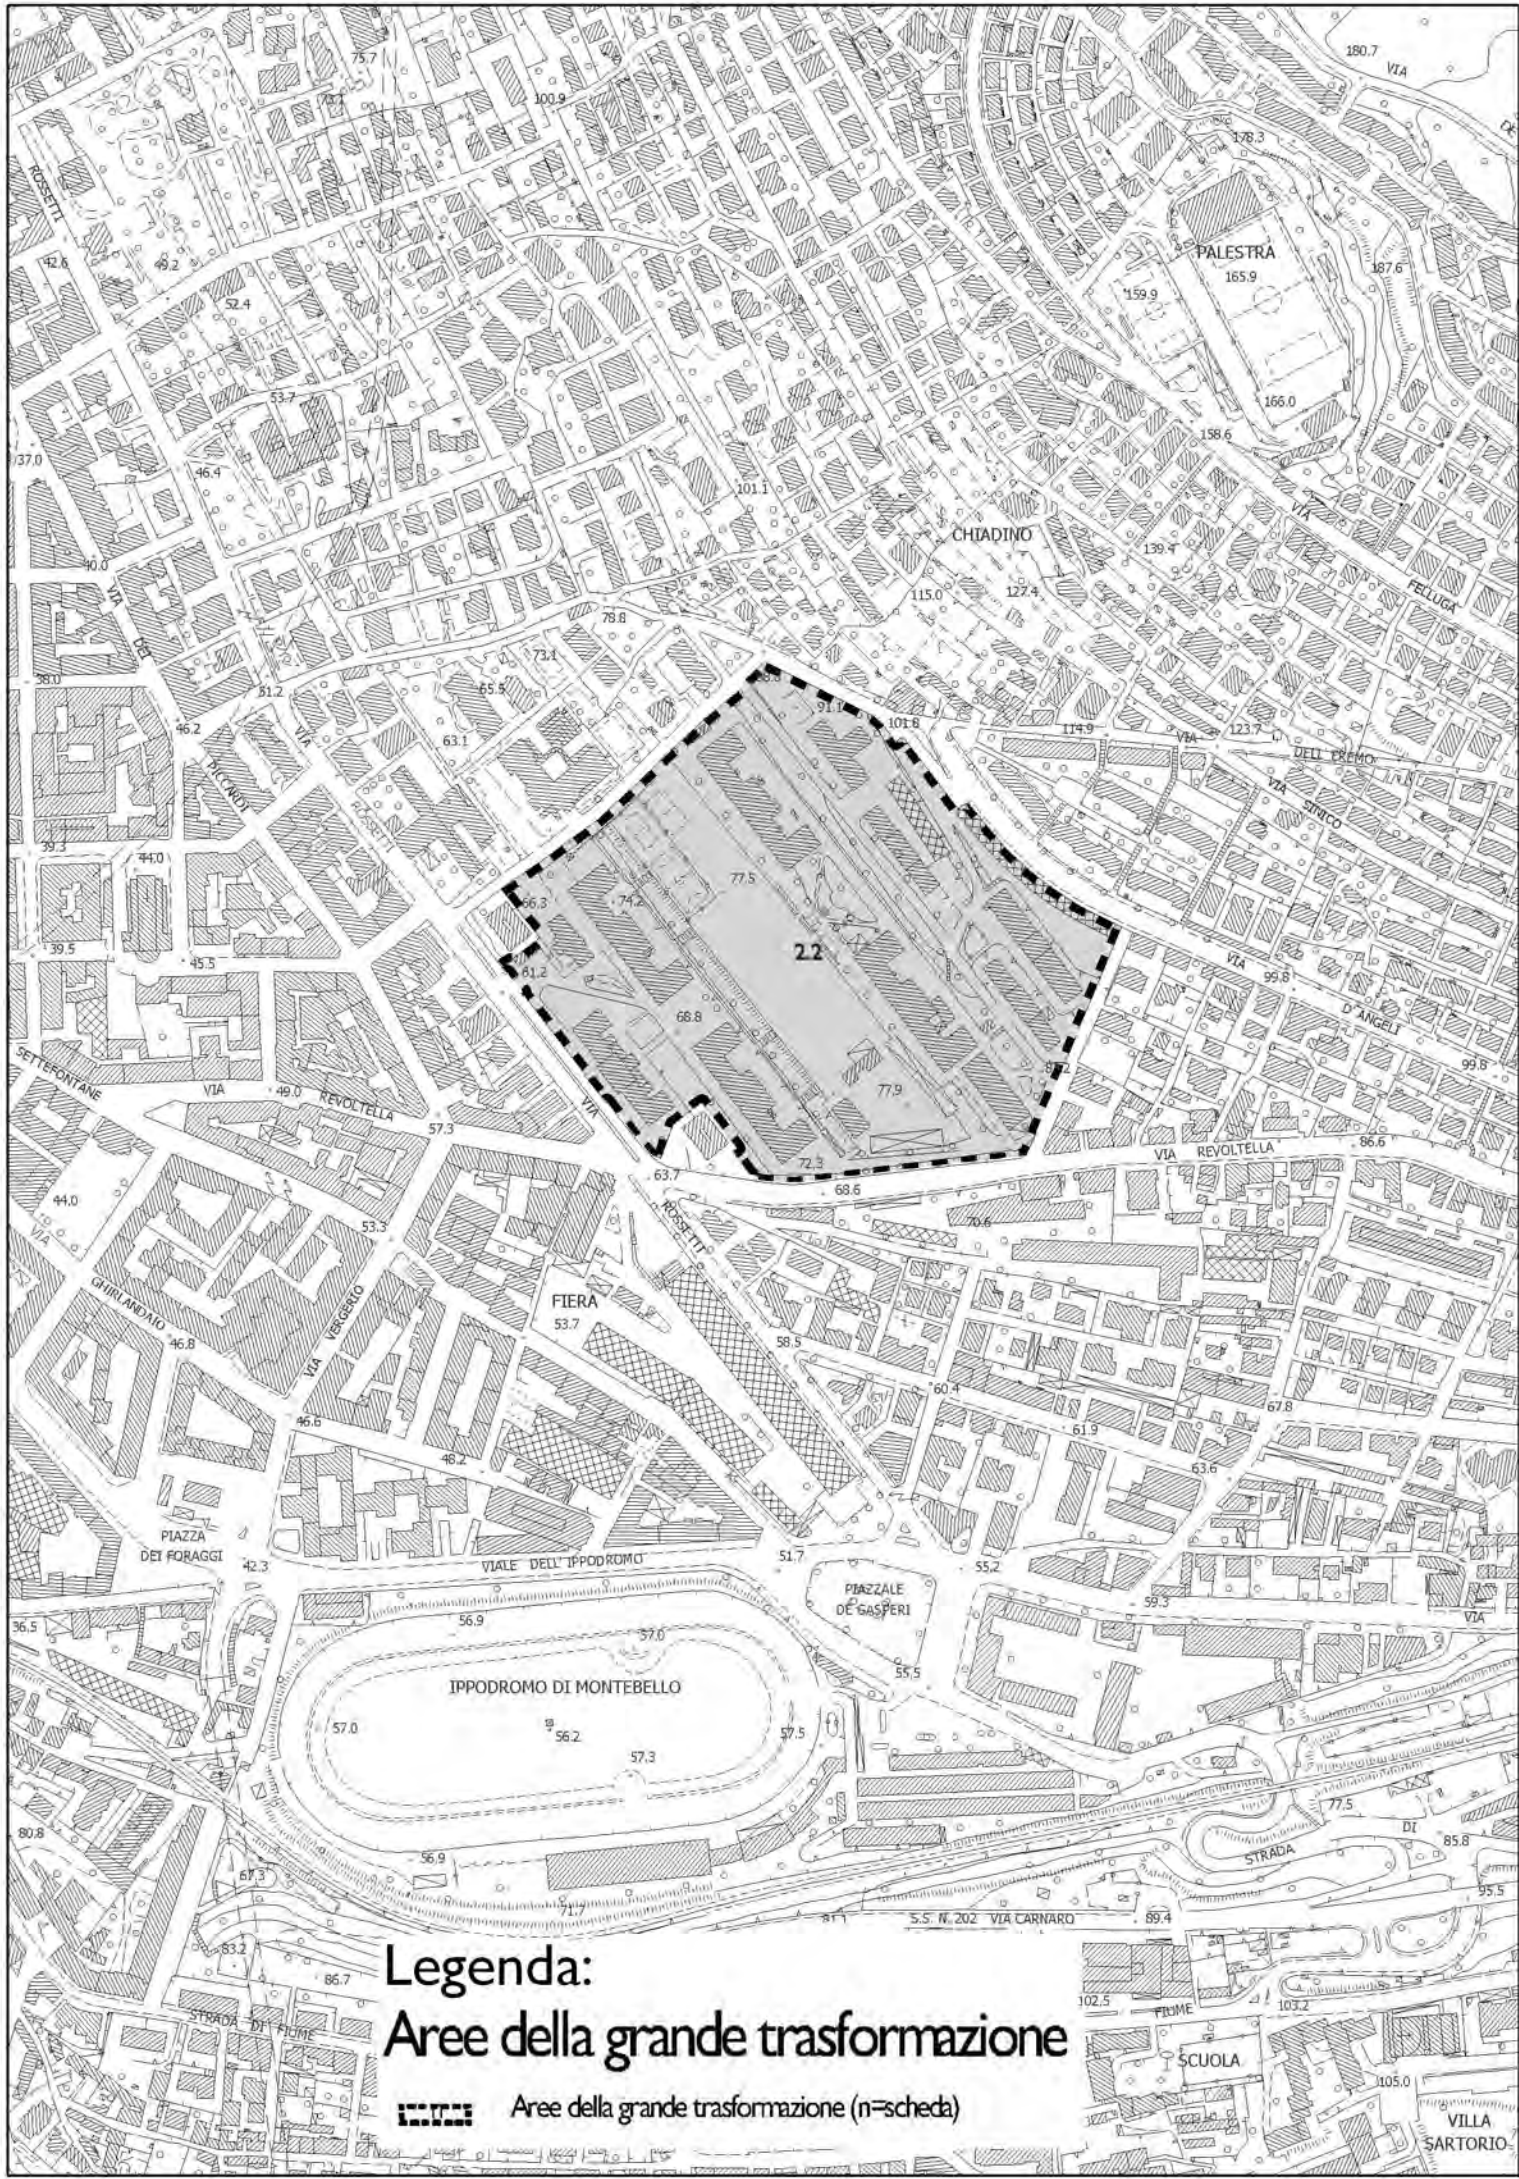 180.7
VIA
75.7
100.9
178.3
ROSSETTI
PALESTRA
165.9
187.6
42.6
49.2
159.9
52.4
53.7
166.0
158.6
37.0
46.4
101.1
VIA
CHIADINO
139.4
40.0
115.0
127.4
FELLUGA
VIA
DEI
78.8
73.1
38.0
51.2
65.5
91.1
101.8
46.2
VIA
63.1
114.9
VIA
123.7
DELL' EREMO
PICCARDI
VIA
SINICO
ROSSETTI
39.3
44.0
77.5
66.3
74.2
39.5
45.5
2.2
61.2
VIA
99.8
68.8
D'ANGELI
SETTEFONTANE
VIA
49.0
REVOLTELLA
77.9
99.8
VIA
57.3
72.3
VIA REVOLTELLA
86.6
63.7
68.6
44.0
VIA
53.3
ROSSETTI
70.6
GHIRLANDAIO
VIA VERGERIO
FIERA
53.7
46.8
58.5
60.4
46.6
67.8
61.9
48.2
63.6
PIAZZA
DEI FORAGGI
42.3
VIALE DELL' IPPODROMO
51.7
55.2
PIAZZALE
DE GASPERI
59.3
VIA
36.5
56.9
57.0
55.5
IPPODROMO DI MONTEBELLO
57.0
56.2
57.5
57.3
77.5
DI
80.8
85.8
56.9
STRADA
67.3
95.5
71.7
81.1
S.S. N. 202 VIA CARNARO
89.4
83.2
86.7
Legenda:
Aree della grande trasformazione
102.5
FIUME
103.2
STRADA DI FIUME
SCUOLA
105.0
Aree della grande trasformazione (n=scheda)
VILLA
SARTORIO